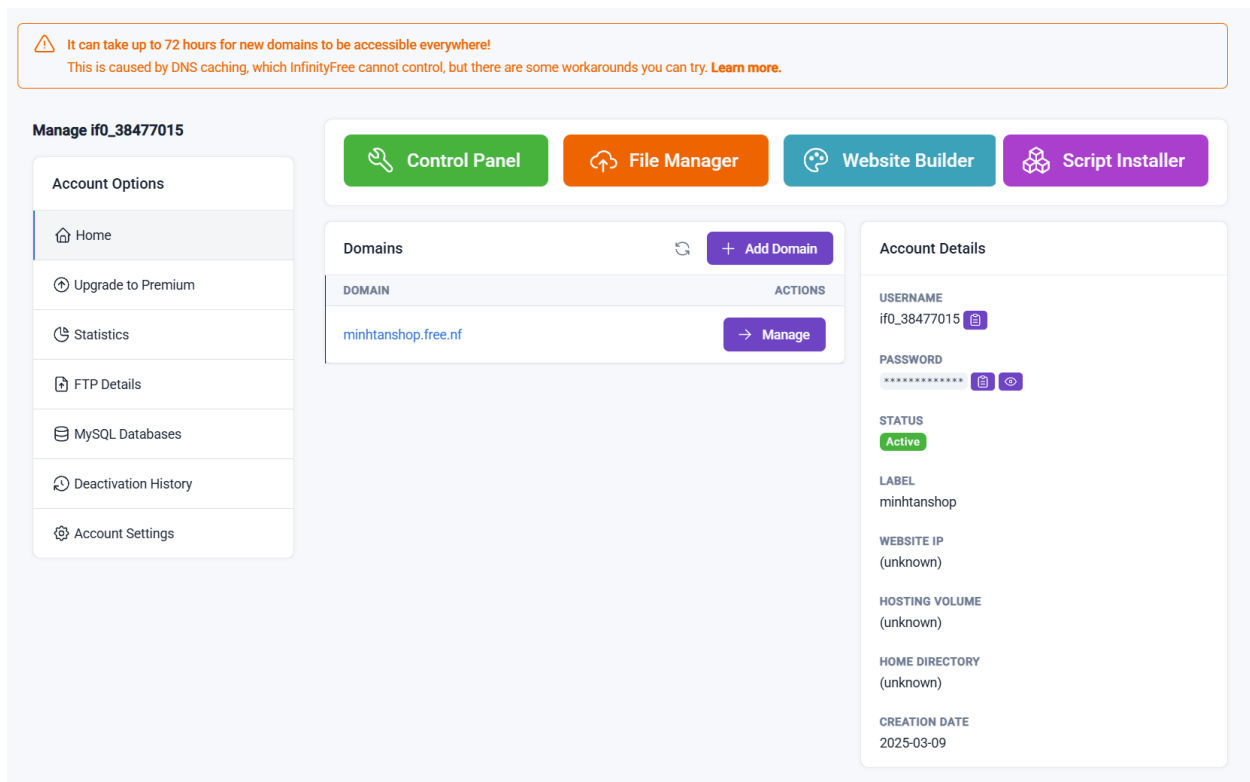 It can take up to 72 hours for new domains to be accessible everywhere!
This is caused by DNS caching, which InfinityFree cannot control, but there are some workarounds you can try. Learn more.
Manage if0_38477015
Account Options
Home
Upgrade to Premium
Statistics
FTP Details
MySQL Databases
Deactivation History
Account Settings
Control Panel
File Manager
Website Builder
Script Installer
Domains
Add Domain
DOMAIN ACTIONS
minhtanshop.free.nf Manage
Account Details
USERNAME
if0_38477015
PASSWORD
*************
STATUS
Active
LABEL
minhtanshop
WEBSITE IP
(unknown)
HOSTING VOLUME
(unknown)
HOME DIRECTORY
(unknown)
CREATION DATE
2025-03-09